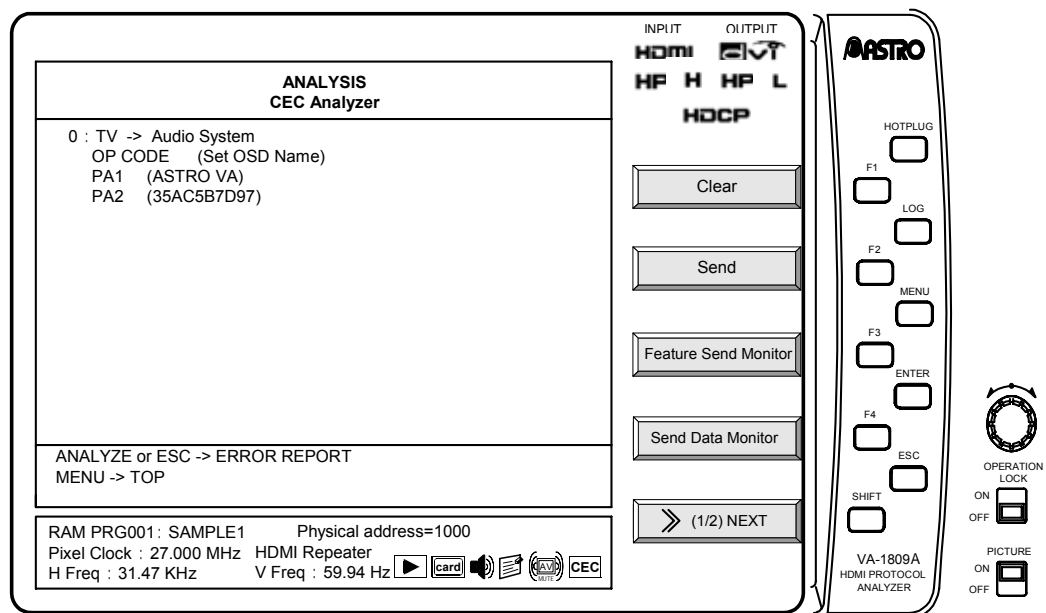 ANALYSIS
CEC Analyzer
0 : TV -> Audio System
OP CODE (Set OSD Name)
PA1 (ASTRO VA)
PA2 (35AC5B7D97)
ANALYZE or ESC -> ERROR REPORT
MENU -> TOP
RAM PRG001 : SAMPLE1 Physical address=1000
Pixel Clock : 27.000 MHz HDMI Repeater
H Freq : 31.47 KHz V Freq : 59.94 Hz card AV MUTE CEC
INPUT OUTPUT
HDMI DVI
HP H HP L
HDCP
Clear
Send
Feature Send Monitor
Send Data Monitor
(1/2) NEXT
ASTRO
HOTPLUG
F1
LOG
F2
MENU
F3
ENTER
F4
ESC
SHIFT
VA-1809A
HDMI PROTOCOL
ANALYZER
OPERATION
LOCK
ON
OFF
PICTURE
ON
OFF